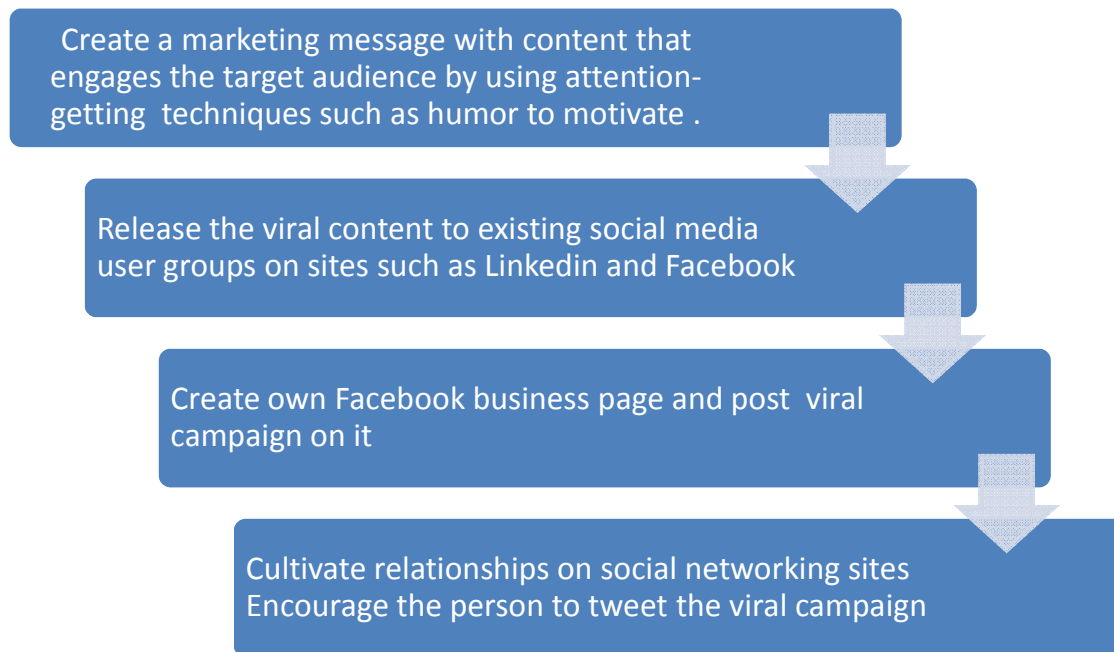 Create a marketing message with content that
engages the target audience by using attention-
getting techniques such as humor to motivate .
Release the viral content to existing social media
user groups on sites such as Linkedin and Facebook
Create own Facebook business page and post viral
campaign on it
Cultivate relationships on social networking sites
Encourage the person to tweet the viral campaign